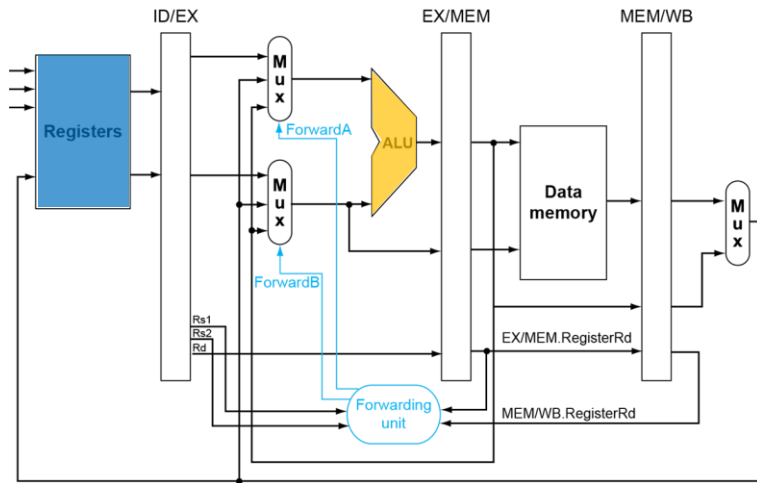 ID/EX
EX/MEM
MEM/WB
Registers
Mux
ForwardA
ALU
Mux
Data
memory
Mux
ForwardB
Rs1
Rs2
Rd
EX/MEM.RegisterRd
Forwarding
unit
MEM/WB.RegisterRd